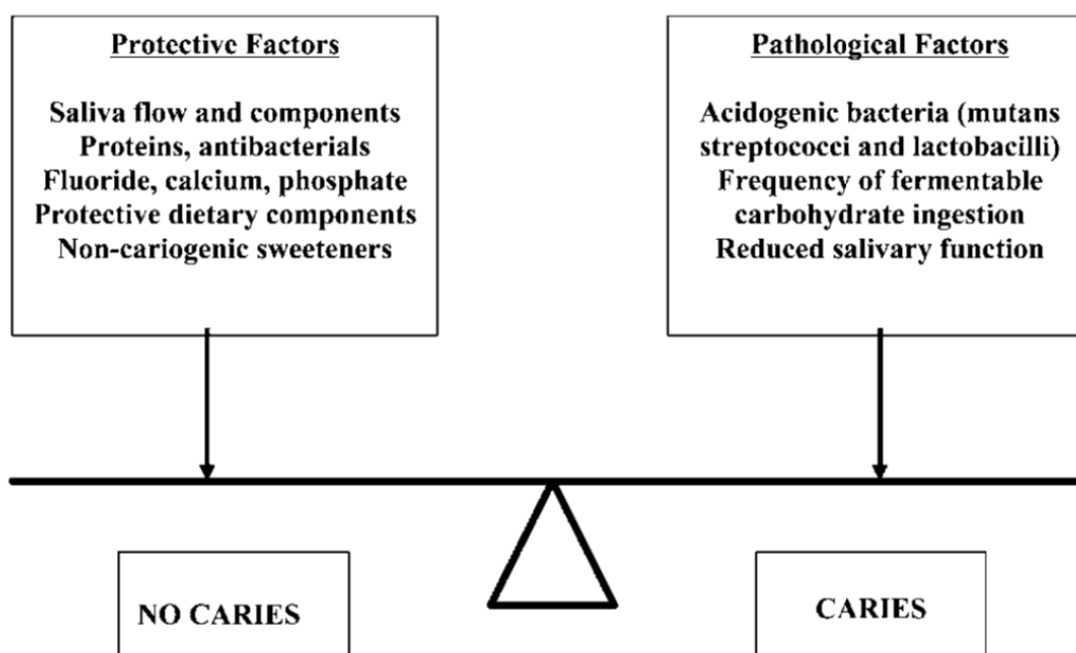 Protective Factors
Saliva flow and components
Proteins, antibacterials
Fluoride, calcium, phosphate
Protective dietary components
Non-cariogenic sweeteners
Pathological Factors
Acidogenic bacteria (mutans
streptococci and lactobacilli)
Frequency of fermentable
carbohydrate ingestion
Reduced salivary function
NO CARIES
CARIES